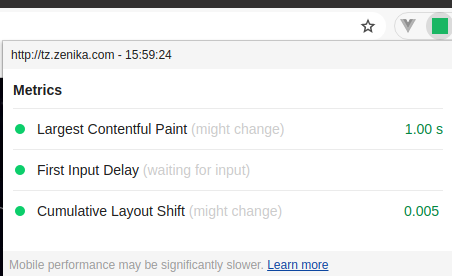 http://tz.zenika.com - 15:59:24
Metrics
Largest Contentful Paint (might change) 1.00 s
First Input Delay (waiting for input)
Cumulative Layout Shift (might change) 0.005
Mobile performance may be significantly slower. Learn more